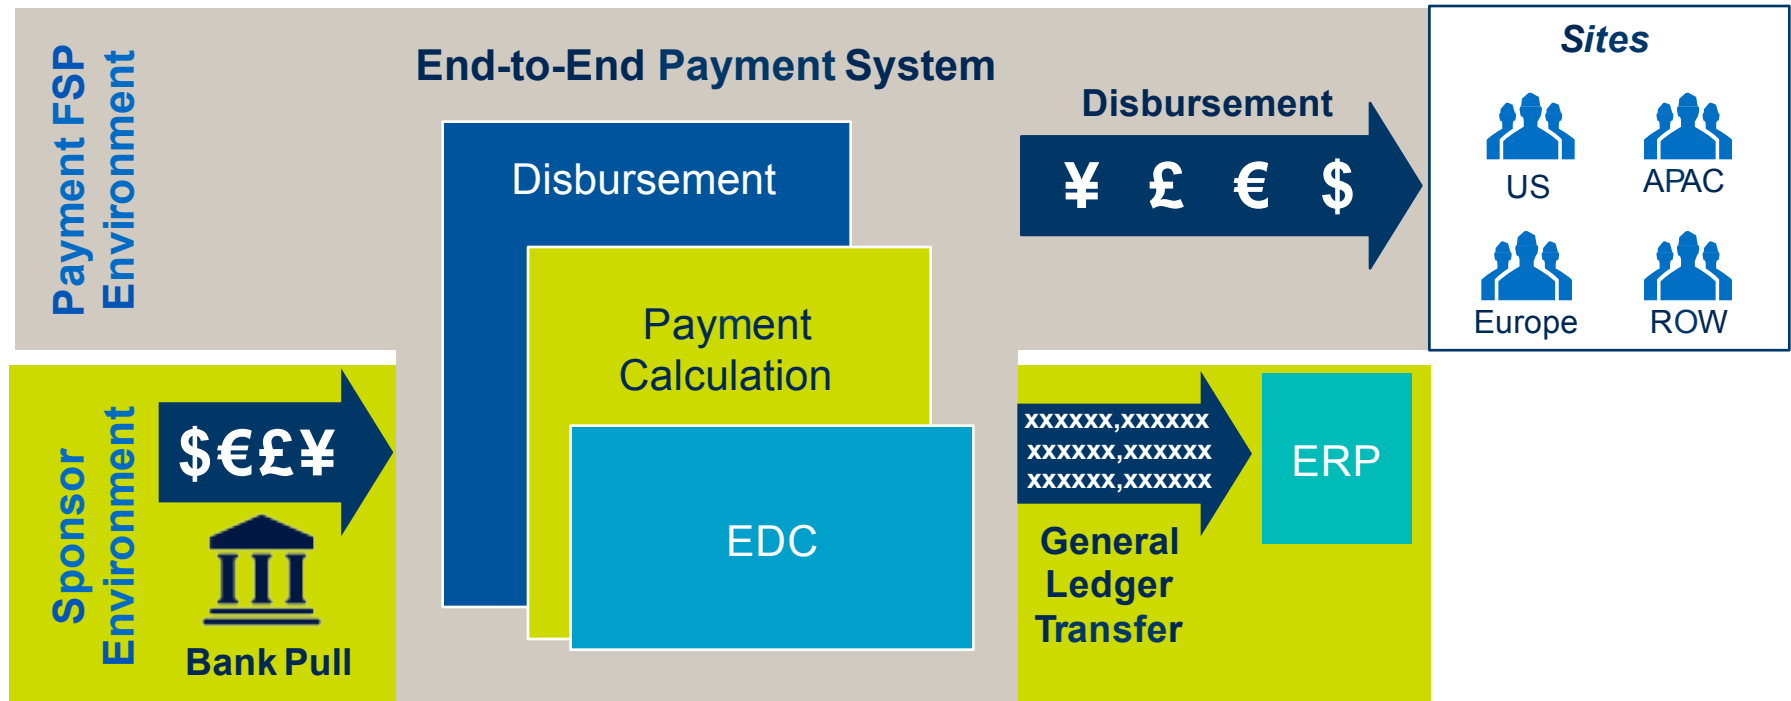 Payment FSP
Environment
End-to-End Payment System
Disbursement
Payment
Calculation
EDC
Disbursement
¥ £ € $
Sites
US
APAC
Europe
ROW
Sponsor
Environment
$€£¥
Bank Pull
xxxxxx,xxxxxx
xxxxxx,xxxxxx
xxxxxx,xxxxxx
General
Ledger
Transfer
ERP